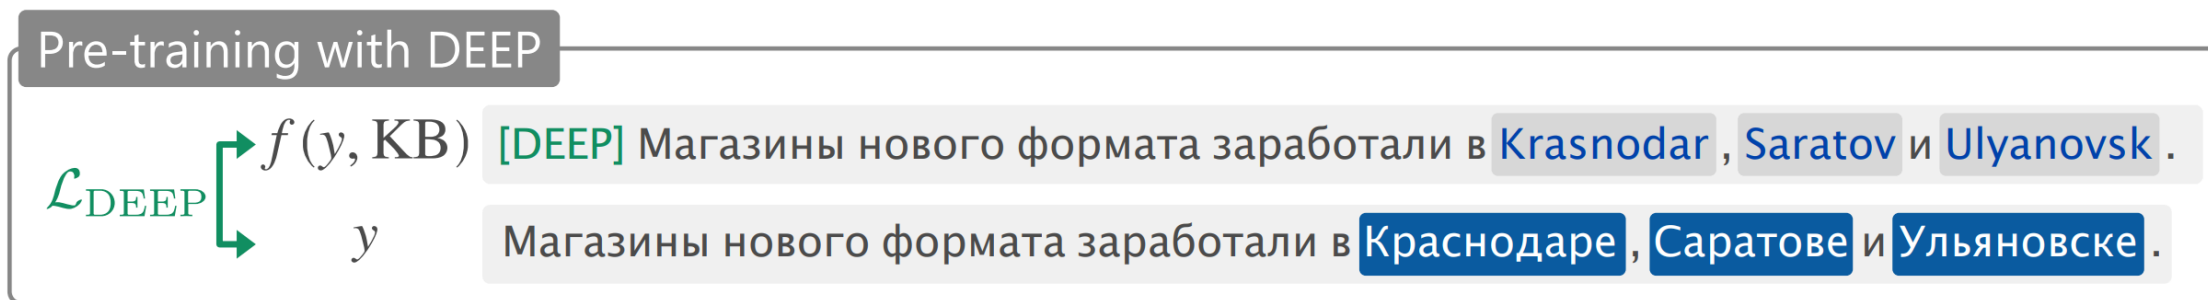 Pre-training with DEEP
f(y, KB) [DEEP] Магазины нового формата заработали в Krasnodar , Saratov и Ulyanovsk .
ℒDEEP
y Магазины нового формата заработали в Краснодаре , Саратове и Ульяновске .